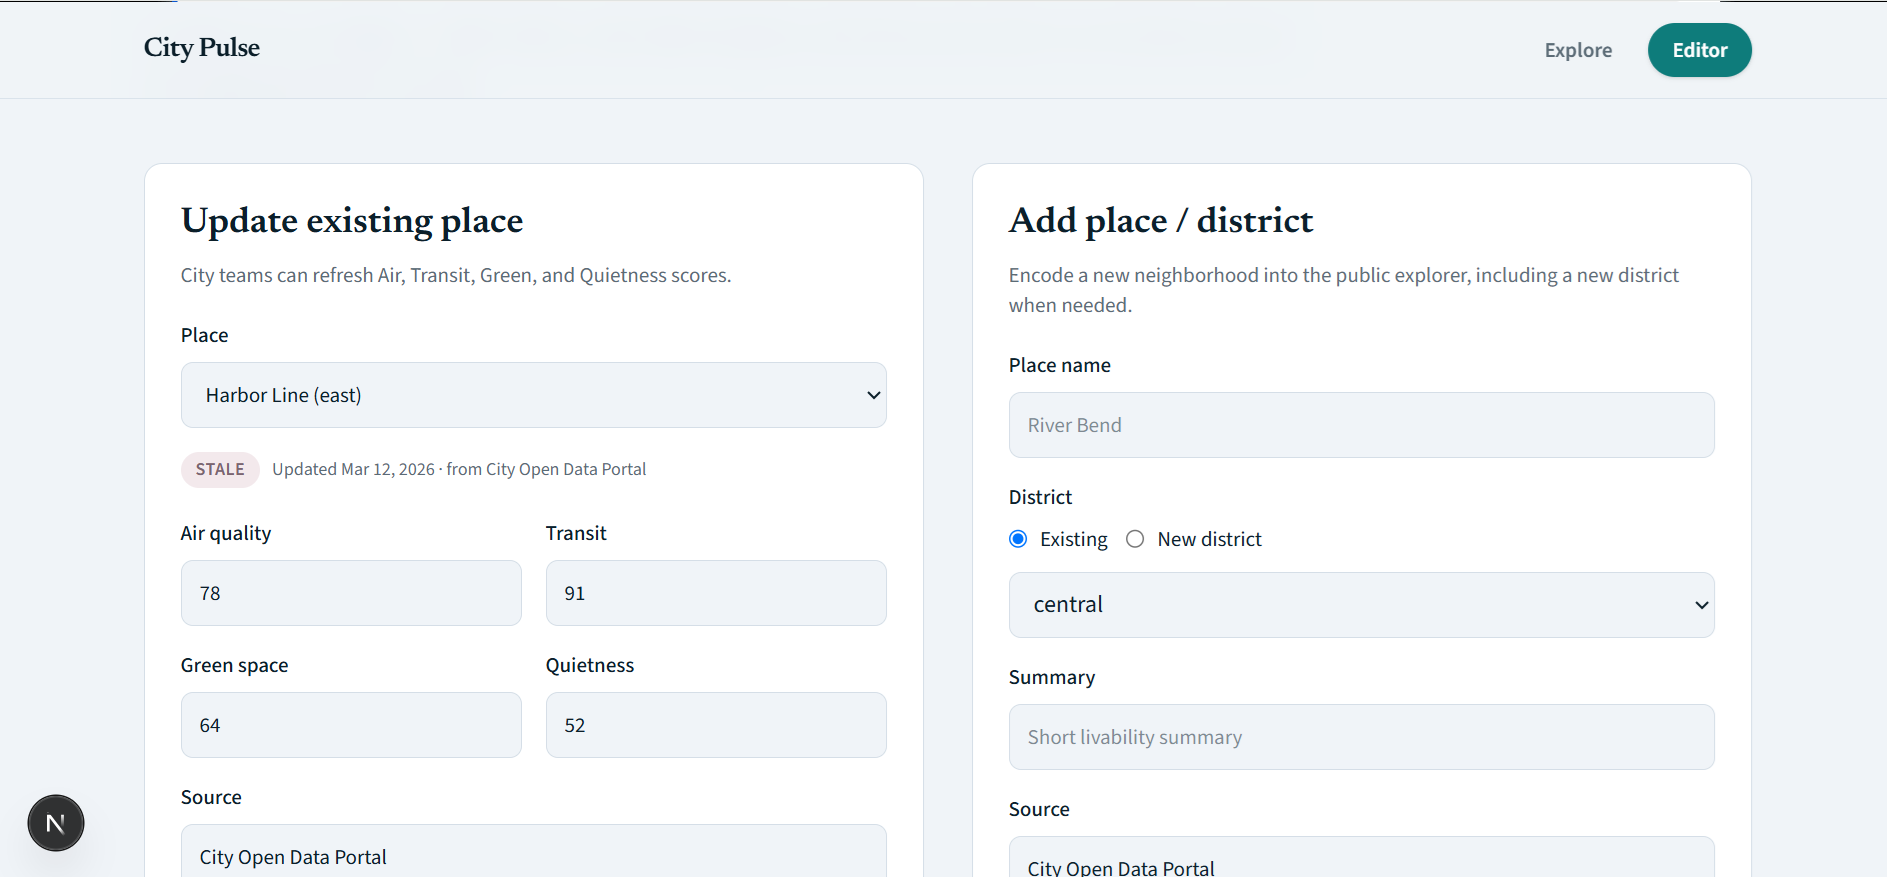 City Pulse
Explore
Editor
Update existing place
City teams can refresh Air, Transit, Green, and Quietness scores.
Place
Harbor Line (east)
STALE
Updated Mar 12, 2026 · from City Open Data Portal
Air quality
Transit
78
91
Green space
Quietness
64
52
Source
City Open Data Portal
Add place / district
Encode a new neighborhood into the public explorer, including a new district
when needed.
Place name
River Bend
District
Existing
New district
central
Summary
Short livability summary
Source
City Open Data Portal
N